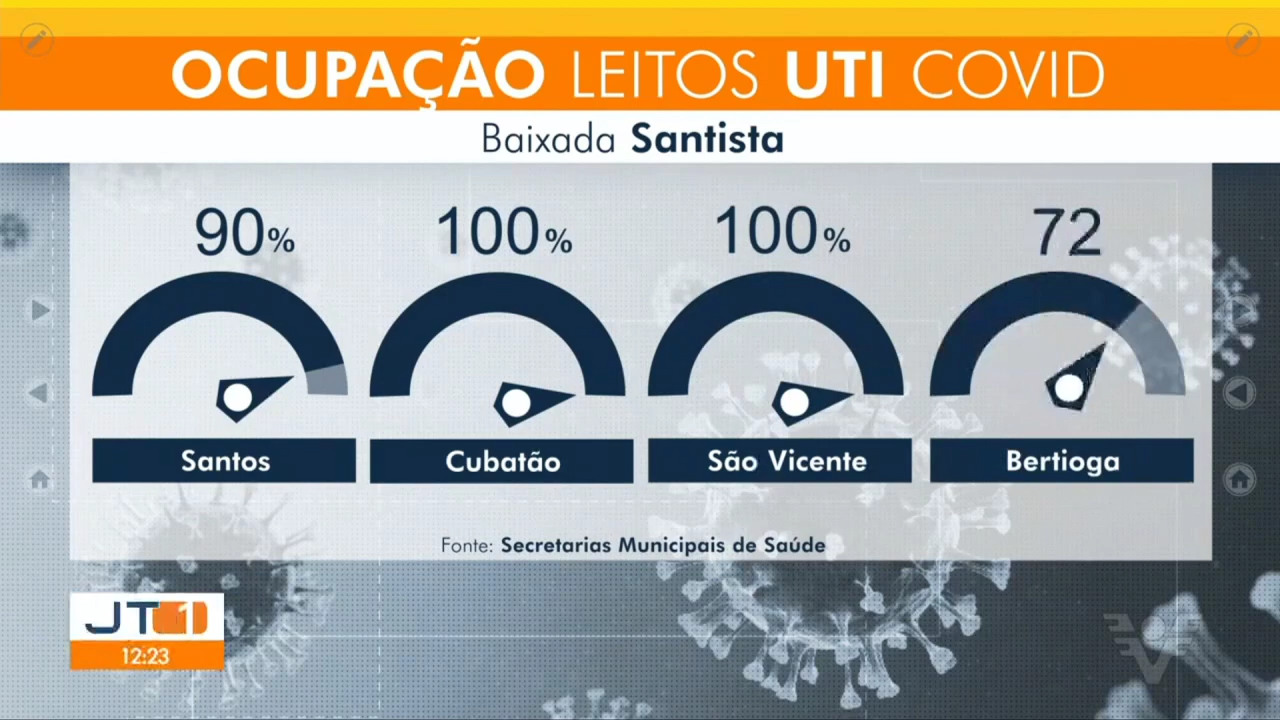 OCUPAÇÃO LEITOS UTI COVID
Baixada Santista
90% 100% 100% 72
Santos Cubatão São Vicente Bertioga
Fonte: Secretarias Municipais de Saúde
JT1
12:23